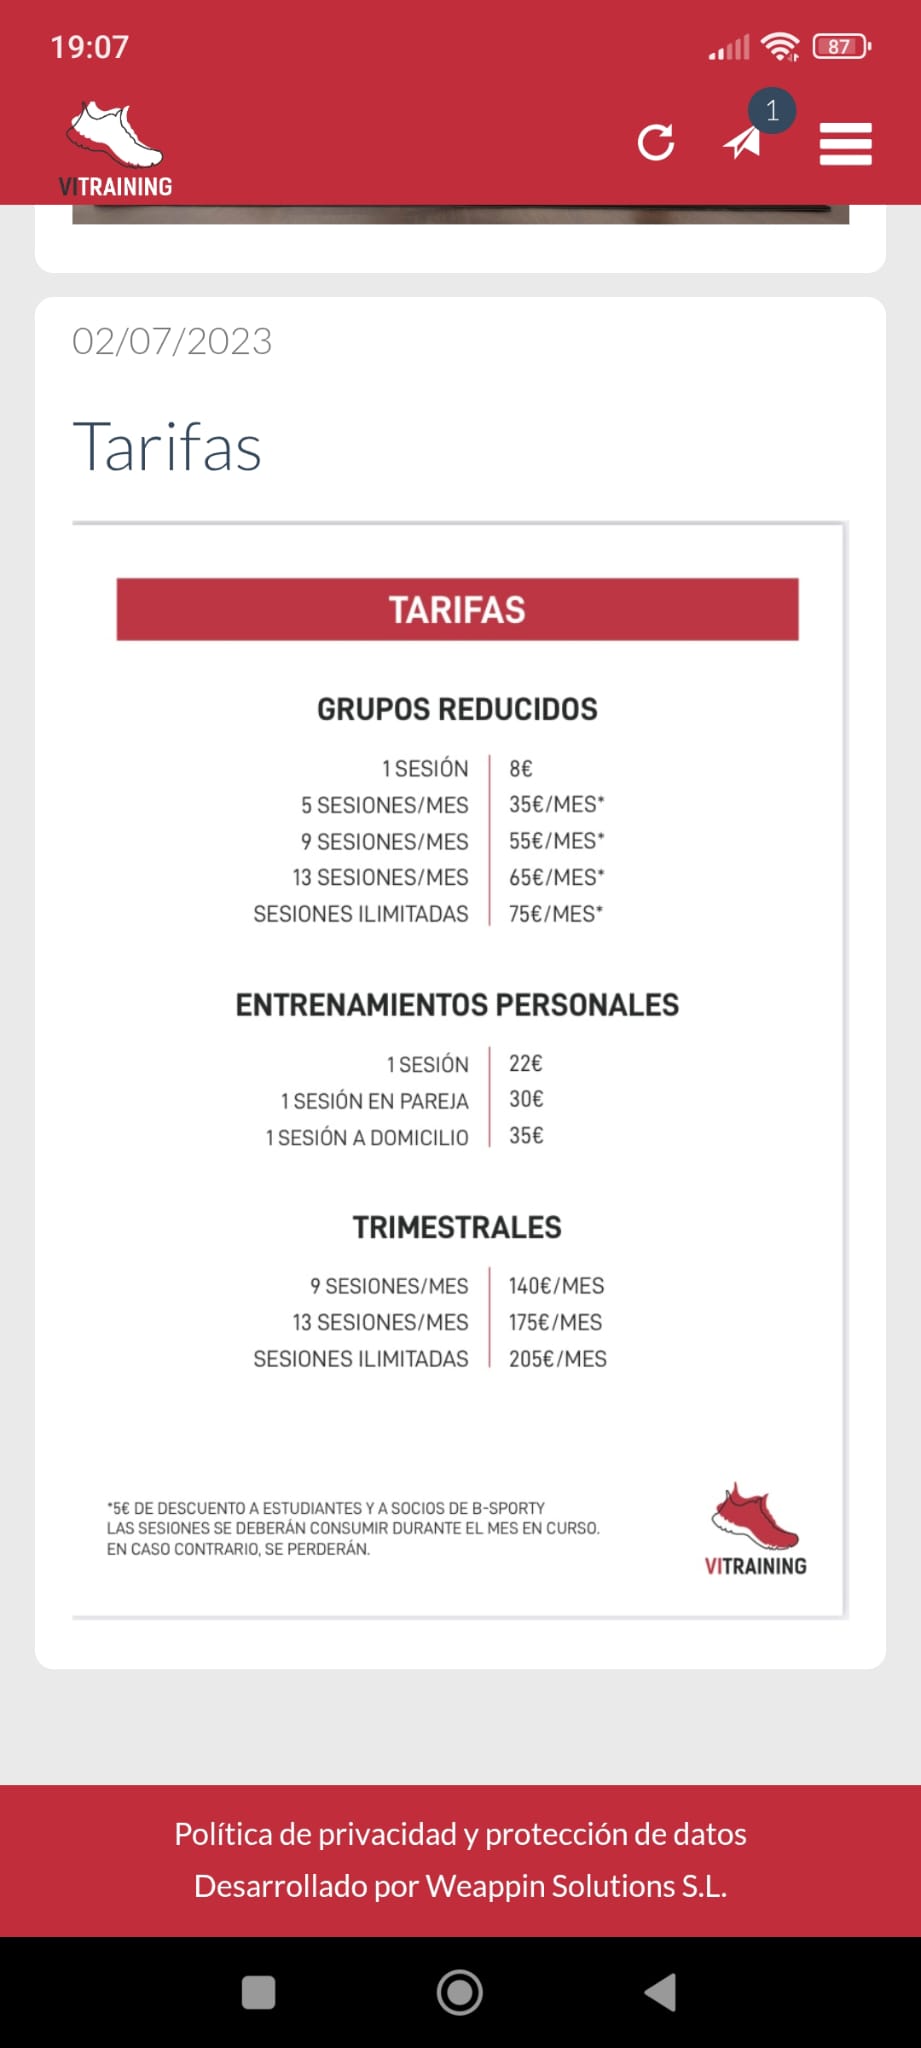 19:07
87
1
VITRAINING
02/07/2023
Tarifas
TARIFAS
GRUPOS REDUCIDOS
1 SESIÓN 8€
5 SESIONES/MES 35€/MES*
9 SESIONES/MES 55€/MES*
13 SESIONES/MES 65€/MES*
SESIONES ILIMITADAS 75€/MES*
ENTRENAMIENTOS PERSONALES
1 SESIÓN 22€
1 SESIÓN EN PAREJA 30€
1 SESIÓN A DOMICILIO 35€
TRIMESTRALES
9 SESIONES/MES 140€/MES
13 SESIONES/MES 175€/MES
SESIONES ILIMITADAS 205€/MES
*5€ DE DESCUENTO A ESTUDIANTES Y A SOCIOS DE B-SPORTY
LAS SESIONES SE DEBERÁN CONSUMIR DURANTE EL MES EN CURSO.
EN CASO CONTRARIO, SE PERDERÁN.
VITRAINING
Política de privacidad y protección de datos
Desarrollado por Weappin Solutions S.L.